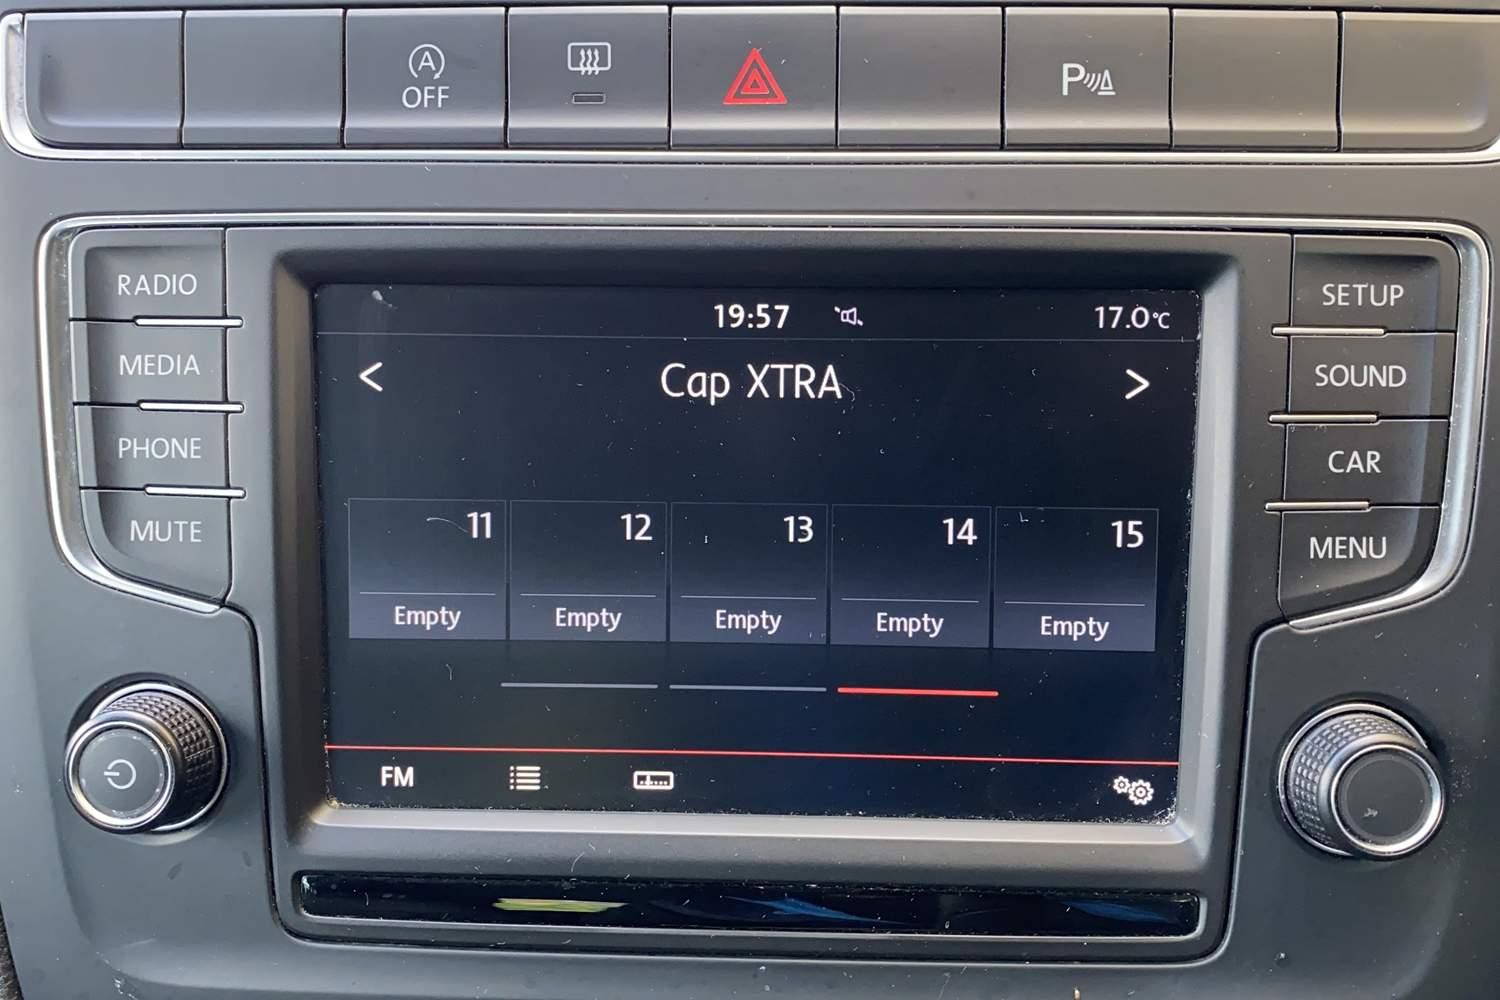 A
OFF
P
RADIO
MEDIA
PHONE
MUTE
19:57 17.0°C
< Cap XTRA >
11 12 13 14 15
Empty Empty Empty Empty Empty
FM
SETUP
SOUND
CAR
MENU